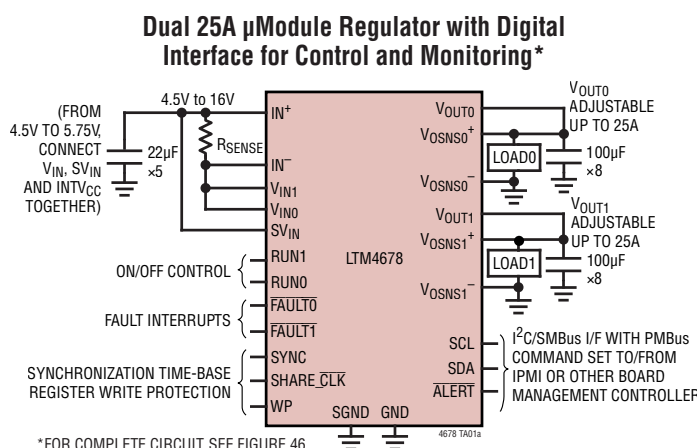 Dual 25A µModule Regulator with Digital
Interface for Control and Monitoring*
(FROM
4.5V TO 5.75V,
CONNECT
VIN, SVIN
AND INTVCC
TOGETHER)
22µF
×5
4.5V to 16V
RSENSE
IN+
IN–
VIN1
VIN0
SVIN
RUN1
RUN0
FAULT0
FAULT1
SYNC
SHARE_CLK
WP
ON/OFF CONTROL
FAULT INTERRUPTS
SYNCHRONIZATION TIME-BASE
REGISTER WRITE PROTECTION
LTM4678
SGND GND
VOUT0
VOSNS0+
VOSNS0–
VOUT1
VOSNS1+
VOSNS1–
SCL
SDA
ALERT
LOAD0
VOUT0
ADJUSTABLE
UP TO 25A
100µF
×8
LOAD1
VOUT1
ADJUSTABLE
UP TO 25A
100µF
×8
I2C/SMBus I/F WITH PMBus
COMMAND SET TO/FROM
IPMI OR OTHER BOARD
MANAGEMENT CONTROLLER
4678 TA01a
*FOR COMPLETE CIRCUIT, SEE FIGURE 46